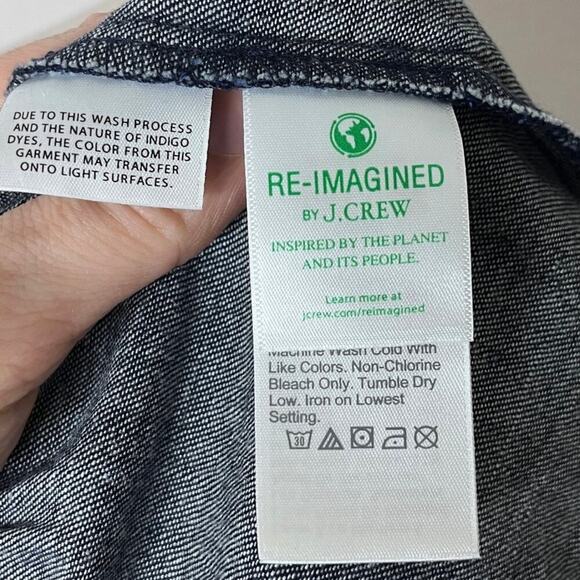 DUE TO THIS WASH PROCESS
AND THE NATURE OF INDIGO
DYES, THE COLOR FROM THIS
GARMENT MAY TRANSFER
ONTO LIGHT SURFACES.
RE-IMAGINED
BY J.CREW
INSPIRED BY THE PLANET
AND ITS PEOPLE.
Learn more at
jcrew.com/reimagined
Machine Wash Cold With
Like Colors. Non-Chlorine
Bleach Only. Tumble Dry
Low. Iron on Lowest
Setting.
30